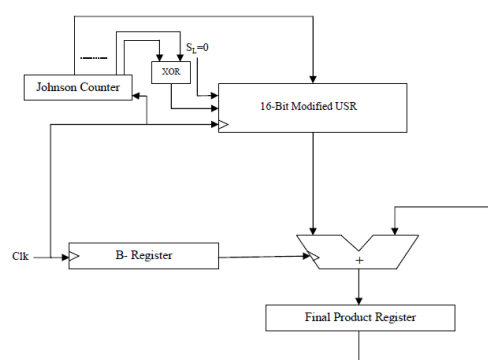 S_L=0
XOR
Johnson Counter
16-Bit Modified USR
Clk
B- Register
+
Final Product Register